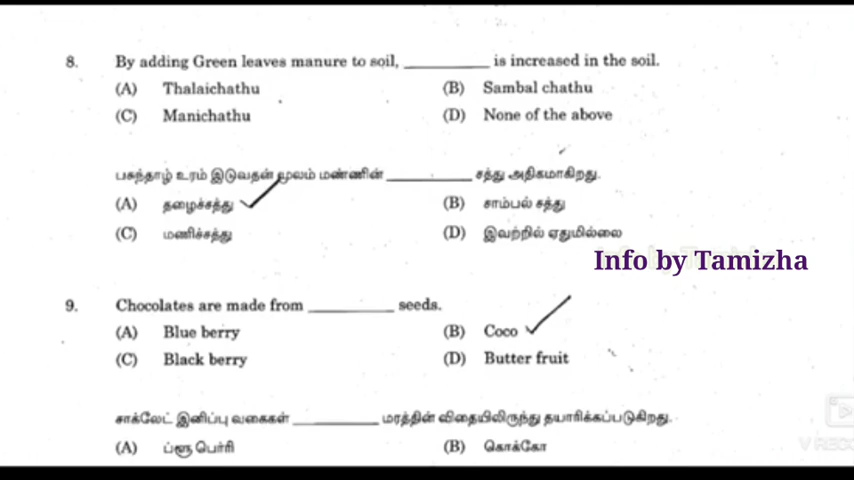 8. By adding Green leaves manure to soil, __________ is increased in the soil.
(A) Thalaichathu (B) Sambal chathu
(C) Manichathu (D) None of the above
பசுந்தாழ் உரம் இடுவதன் மூலம் மண்ணின் __________ சத்து அதிகமாகிறது.
(A) தழைச்சத்து (B) சாம்பல் சத்து
(C) மணிச்சத்து (D) இவற்றில் ஏதுமில்லை
Info by Tamizha
9. Chocolates are made from __________ seeds.
(A) Blue berry (B) Coco
(C) Black berry (D) Butter fruit
சாக்லேட் இனிப்பு வகைகள் __________ மரத்தின் விதையிலிருந்து தயாரிக்கப்படுகிறது.
(A) ப்ளூ பெர்ரி (B) கொக்கோ